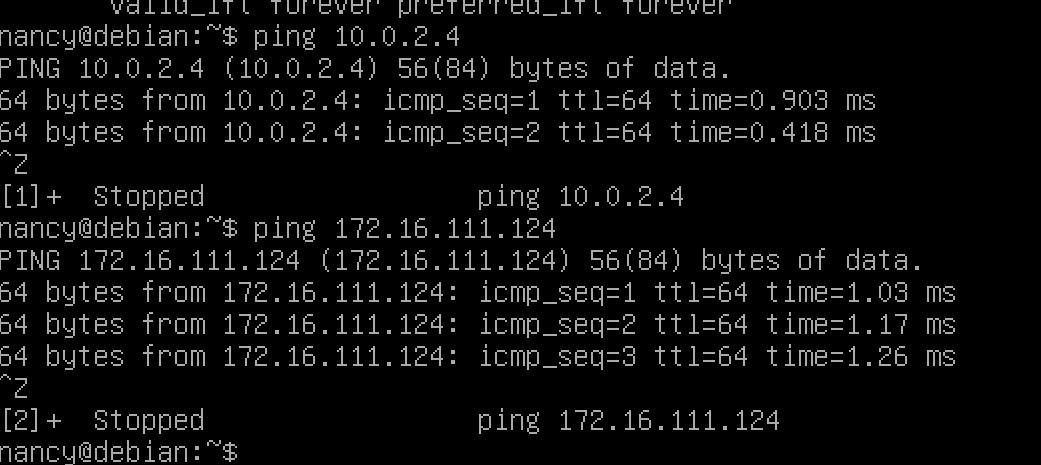 valid_lft forever preferred_lft forever
nancy@debian:~$ ping 10.0.2.4
PING 10.0.2.4 (10.0.2.4) 56(84) bytes of data.
64 bytes from 10.0.2.4: icmp_seq=1 ttl=64 time=0.903 ms
64 bytes from 10.0.2.4: icmp_seq=2 ttl=64 time=0.418 ms
^Z
[1]+  Stopped                 ping 10.0.2.4
nancy@debian:~$ ping 172.16.111.124
PING 172.16.111.124 (172.16.111.124) 56(84) bytes of data.
64 bytes from 172.16.111.124: icmp_seq=1 ttl=64 time=1.03 ms
64 bytes from 172.16.111.124: icmp_seq=2 ttl=64 time=1.17 ms
64 bytes from 172.16.111.124: icmp_seq=3 ttl=64 time=1.26 ms
^Z
[2]+  Stopped                 ping 172.16.111.124
nancy@debian:~$